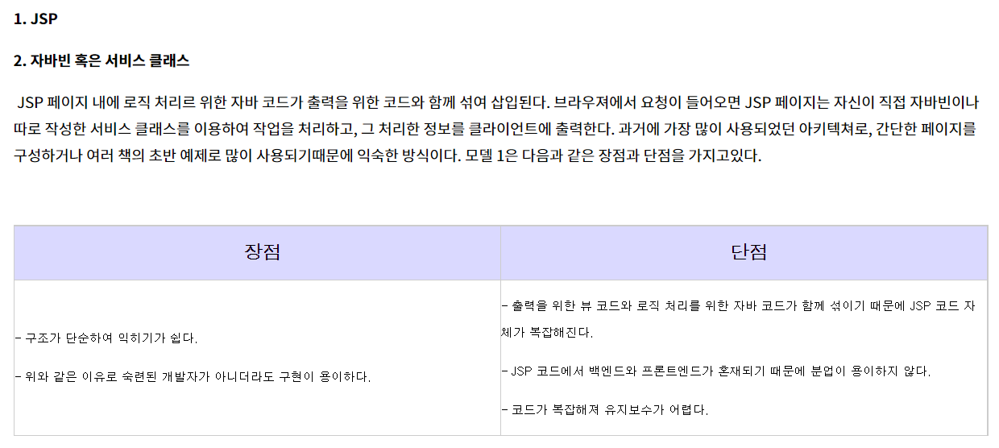 1. JSP
2. 자바빈 혹은 서비스 클래스
JSP 페이지 내에 로직 처리르 위한 자바 코드가 출력을 위한 코드와 함께 섞여 삽입된다. 브라우져에서 요청이 들어오면 JSP 페이지는 자신이 직접 자바빈이나
따로 작성한 서비스 클래스를 이용하여 작업을 처리하고, 그 처리한 정보를 클라이언트에 출력한다. 과거에 가장 많이 사용되었던 아키텍쳐로, 간단한 페이지를
구성하거나 여러 책의 초반 예제로 많이 사용되기때문에 익숙한 방식이다. 모델 1은 다음과 같은 장점과 단점을 가지고있다.
장점
단점
- 구조가 단순하여 익히기가 쉽다.
- 위와 같은 이유로 숙련된 개발자가 아니더라도 구현이 용이하다.
- 출력을 위한 뷰 코드와 로직 처리를 위한 자바 코드가 함께 섞이기 때문에 JSP 코드 자
체가 복잡해진다.
- JSP 코드에서 백엔드와 프론트엔드가 혼재되기 때문에 분업이 용이하지 않다.
- 코드가 복잡해져 유지보수가 어렵다.